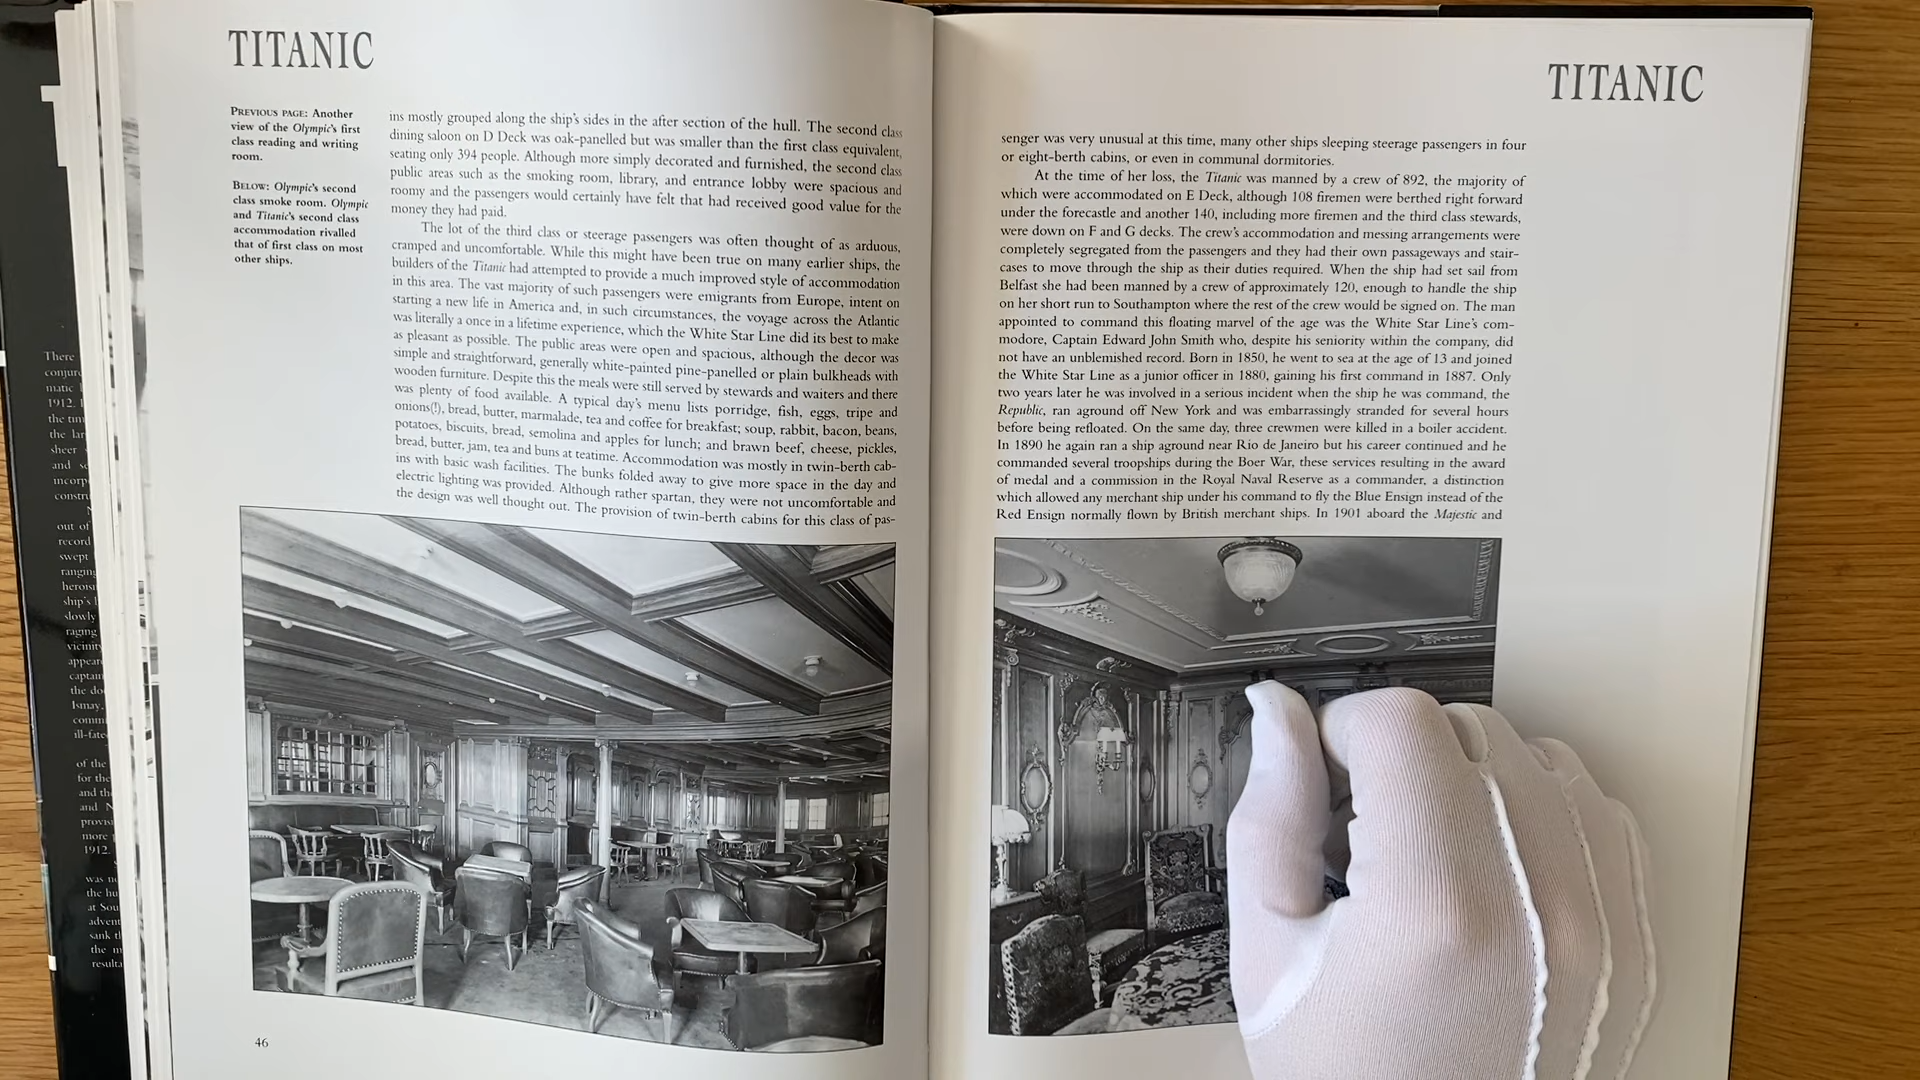 TITANIC
PREVIOUS PAGE: Another
view of the Olympic's first
class reading and writing
room.
BELOW: Olympic's second
class smoke room. Olympic
and Titanic's second class
accommodation rivalled
that of first class on most
other ships.
ins mostly grouped along the ship's sides in the after section of the hull. The second class
dining saloon on D Deck was oak-panelled but was smaller than the first class equivalent,
seating only 394 people. Although more simply decorated and furnished, the second class
public areas such as the smoking room, library, and entrance lobby were spacious and
roomy and the passengers would certainly have felt that had received good value for the
money they had paid.
The lot of the third class or steerage passengers was often thought of as arduous,
cramped and uncomfortable. While this might have been true on many earlier ships, the
builders of the Titanic had attempted to provide a much improved style of accommodation
in this area. The vast majority of such passengers were emigrants from Europe, intent on
starting a new life in America and, in such circumstances, the voyage across the Atlantic
was literally a once in a lifetime experience, which the White Star Line did its best to make
as pleasant as possible. The public areas were open and spacious, although the decor was
simple and straightforward, generally white-painted pine-panelled or plain bulkheads with
wooden furniture. Despite this the meals were still served by stewards and waiters and there
was plenty of food available. A typical day's menu lists porridge, fish, eggs, tripe and
onions(!), bread, butter, marmalade, tea and coffee for breakfast; soup, rabbit, bacon, beans,
potatoes, biscuits, bread, semolina and apples for lunch; and brawn beef, cheese, pickles,
bread, butter, jam, tea and buns at teatime. Accommodation was mostly in twin-berth cab-
ins with basic wash facilities. The bunks folded away to give more space in the day and
electric lighting was provided. Although rather spartan, they were not uncomfortable and
the design was well thought out. The provision of twin-berth cabins for this class of pas-
46
TITANIC
senger was very unusual at this time, many other ships sleeping steerage passengers in four
or eight-berth cabins, or even in communal dormitories.
At the time of her loss, the Titanic was manned by a crew of 892, the majority of
which were accommodated on E Deck, although 108 firemen were berthed right forward
under the forecastle and another 140, including more firemen and the third class stewards,
were down on F and G decks. The crew's accommodation and messing arrangements were
completely segregated from the passengers and they had their own passageways and stair-
cases to move through the ship as their duties required. When the ship had set sail from
Belfast she had been manned by a crew of approximately 120, enough to handle the ship
on her short run to Southampton where the rest of the crew would be signed on. The man
appointed to command this floating marvel of the age was the White Star Line's com-
modore, Captain Edward John Smith who, despite his seniority within the company, did
not have an unblemished record. Born in 1850, he went to sea at the age of 13 and joined
the White Star Line as a junior officer in 1880, gaining his first command in 1887. Only
two years later he was involved in a serious incident when the ship he was command, the
Republic, ran aground off New York and was embarrassingly stranded for several hours
before being refloated. On the same day, three crewmen were killed in a boiler accident.
In 1890 he again ran a ship aground near Rio de Janeiro but his career continued and he
commanded several troopships during the Boer War, these services resulting in the award
of medal and a commission in the Royal Naval Reserve as a commander, a distinction
which allowed any merchant ship under his command to fly the Blue Ensign instead of the
Red Ensign normally flown by British merchant ships. In 1901 aboard the Majestic and